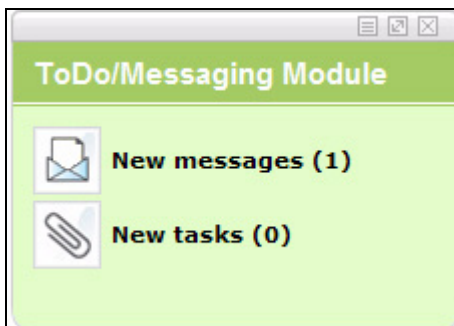 ToDo/Messaging Module
New messages (1)
New tasks (0)